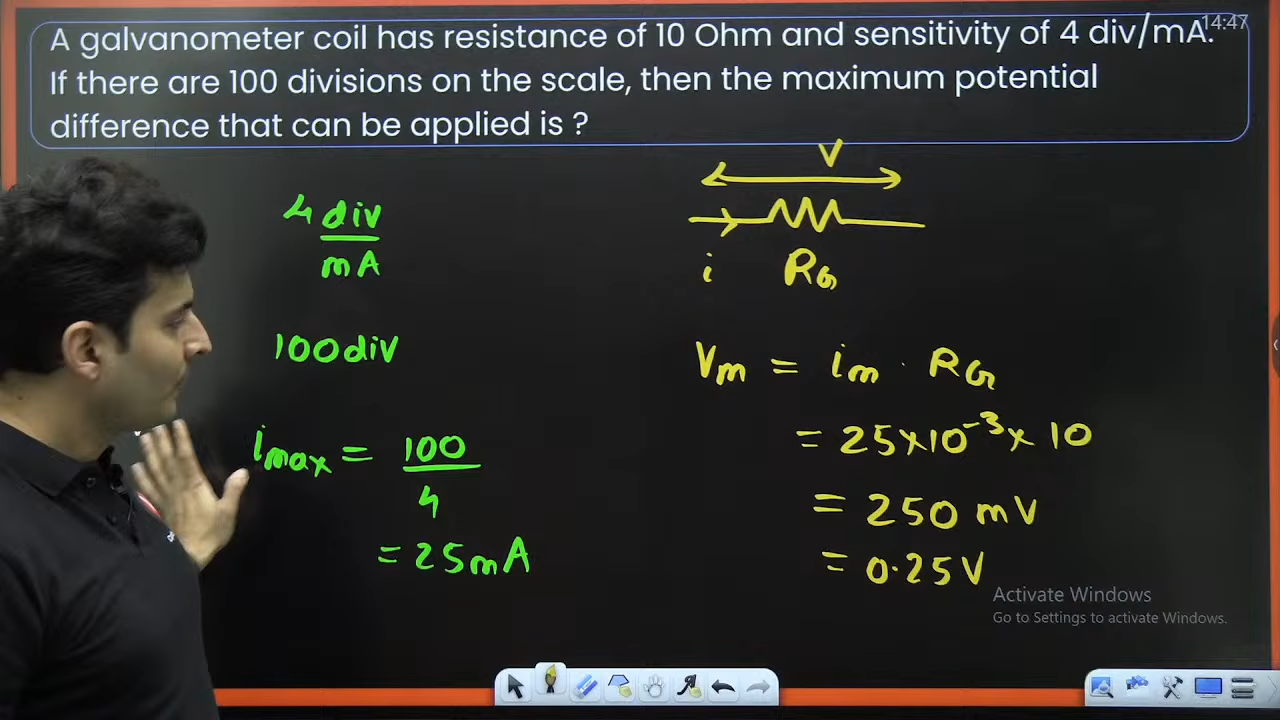 14:47
A galvanometer coil has resistance of 10 Ohm and sensitivity of 4 div/mA.
If there are 100 divisions on the scale, then the maximum potential
difference that can be applied is ?
4 div
mA
100 div
imax = 100
4
= 25mA
V
i RG
Vm = im · RG
= 25×10⁻³× 10
= 250 mV
= 0.25V
Activate Windows
Go to Settings to activate Windows.